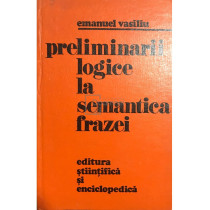 emanuel vasiliu
preliminarii
logice
la
semantica
frazei
editura
științifică
și
enciclopedică